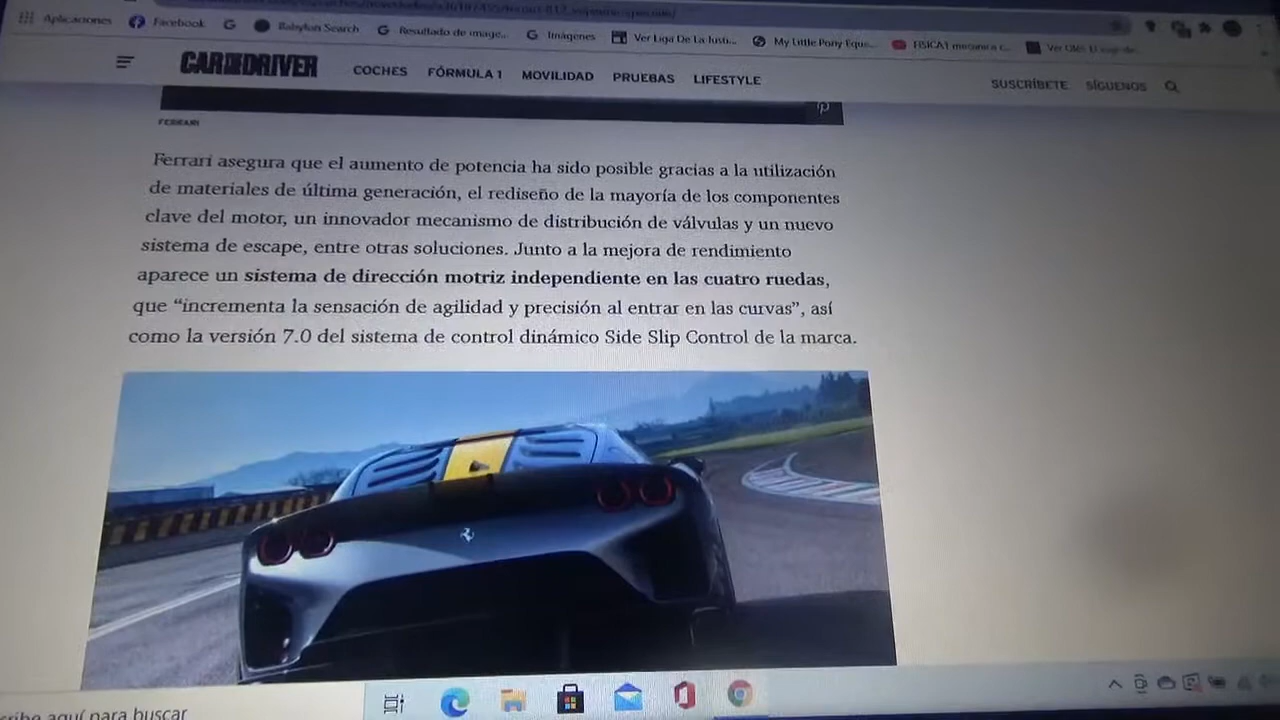 Aplicaciones Facebook Babylon Search Resultado de image... Imágenes Ver Liga De La Justi... My Little Pony Eque...
CAR DRIVER COCHES FÓRMULA 1 MOVILIDAD PRUEBAS LIFESTYLE SUSCRÍBETE SÍGUENOS
FERRARI
Ferrari asegura que el aumento de potencia ha sido posible gracias a la utilización
de materiales de última generación, el rediseño de la mayoría de los componentes
clave del motor, un innovador mecanismo de distribución de válvulas y un nuevo
sistema de escape, entre otras soluciones. Junto a la mejora de rendimiento
aparece un sistema de dirección motriz independiente en las cuatro ruedas,
que “incrementa la sensación de agilidad y precisión al entrar en las curvas”, así
como la versión 7.0 del sistema de control dinámico Side Slip Control de la marca.
aquí para buscar